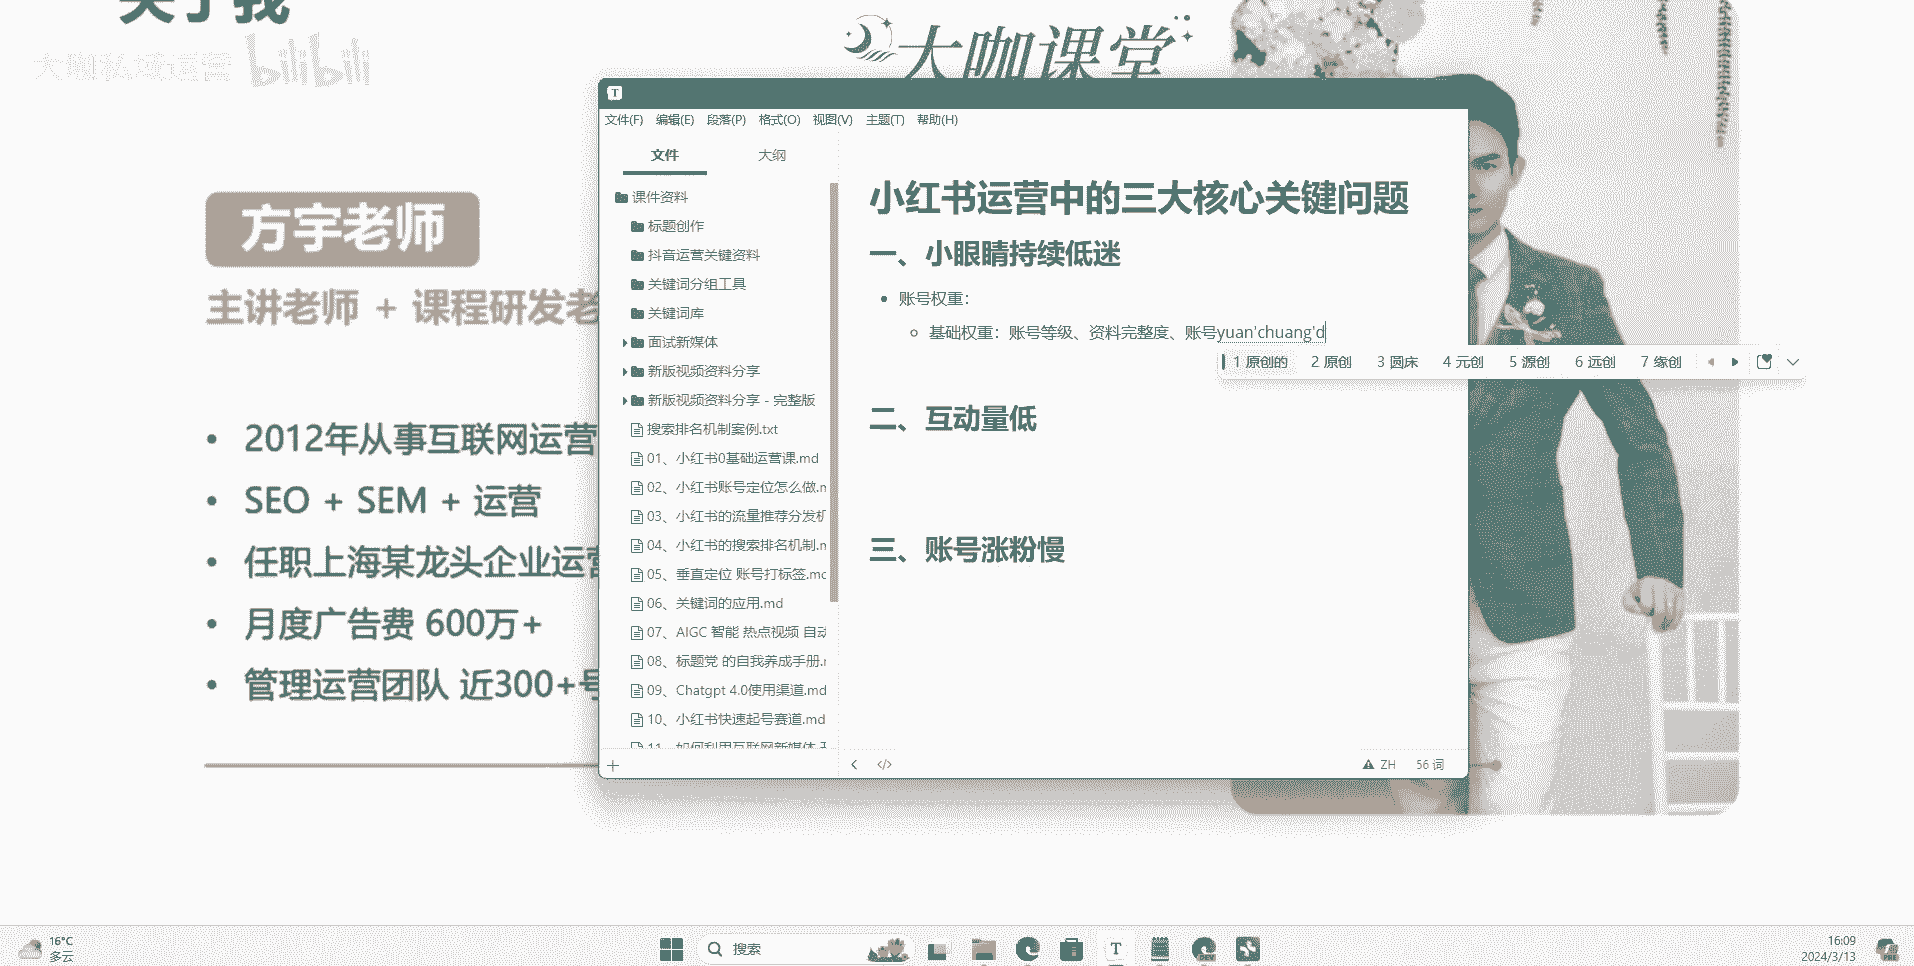 关于我
大咖私域运营 bilibili
大咖课堂
方宇老师
主讲老师 + 课程研发老
2012年从事互联网运营
SEO + SEM + 运营
任职上海某龙头企业运营
月度广告费 600万+
管理运营团队 近300+号
T
文件(F) 编辑(E) 段落(P) 格式(O) 视图(V) 主题(T) 帮助(H)
文件 大纲
课件资料
标题创作
抖音运营关键资料
关键词分组工具
关键词库
面试新媒体
新版视频资料分享
新版视频资料分享 - 完整版
搜索排名机制案例.txt
01、小红书0基础运营课.md
02、小红书账号定位怎么做.m
03、小红书的流量推荐分发机
04、小红书的搜索排名机制.m
05、垂直定位 账号打标签.md
06、关键词的应用.md
07、AIGC 智能 热点视频 自动
08、标题党 的自我养成手册.m
09、Chatgpt 4.0使用渠道.md
10、小红书快速起号赛道.md
11、如何利用互联网新媒体
小红书运营中的三大核心关键问题
一、小眼睛持续低迷
账号权重：
基础权重：账号等级、资料完整度、账号yuan'chuang'd
1 原创的 2 原创 3 圆床 4 元创 5 源创 6 远创 7 缘创
二、互动量低
三、账号涨粉慢
ZH 56 词
16°C
多云
搜索
T
DEV
16:09
2024/3/13
PRE